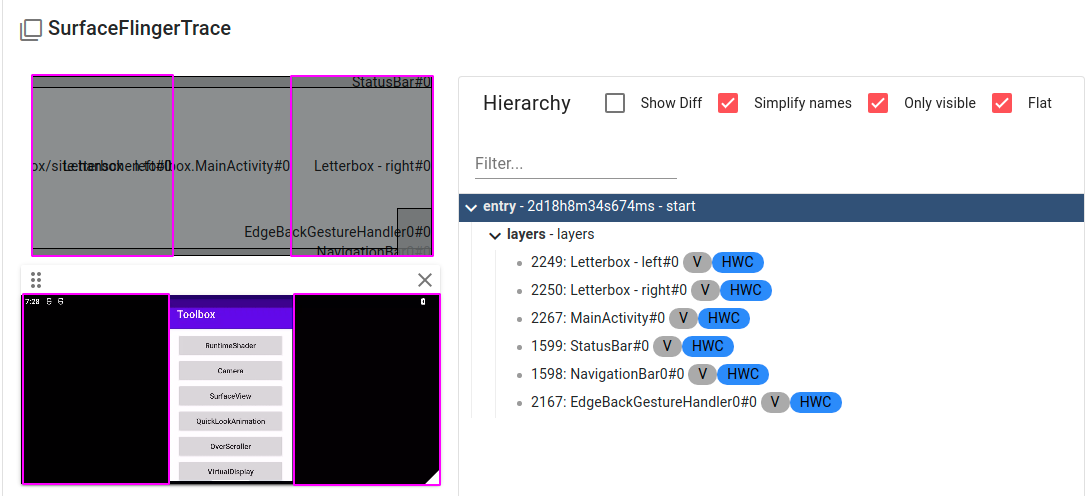 SurfaceFlingerTrace
StatusBar#0
Letterbox - left#0
box.MainActivity#0
Letterbox - right#0
EdgeBackGestureHandler0#0
NavigationBar0#0
7:28
Toolbox
RuntimeShader
Camera
SurfaceView
QuickLookAnimation
OverScroller
VirtualDisplay
Hierarchy
Show Diff
Simplify names
Only visible
Flat
Filter...
entry - 2d18h8m34s674ms - start
layers - layers
2249: Letterbox - left#0 V HWC
2250: Letterbox - right#0 V HWC
2267: MainActivity#0 V HWC
1599: StatusBar#0 V HWC
1598: NavigationBar0#0 V HWC
2167: EdgeBackGestureHandler0#0 V HWC